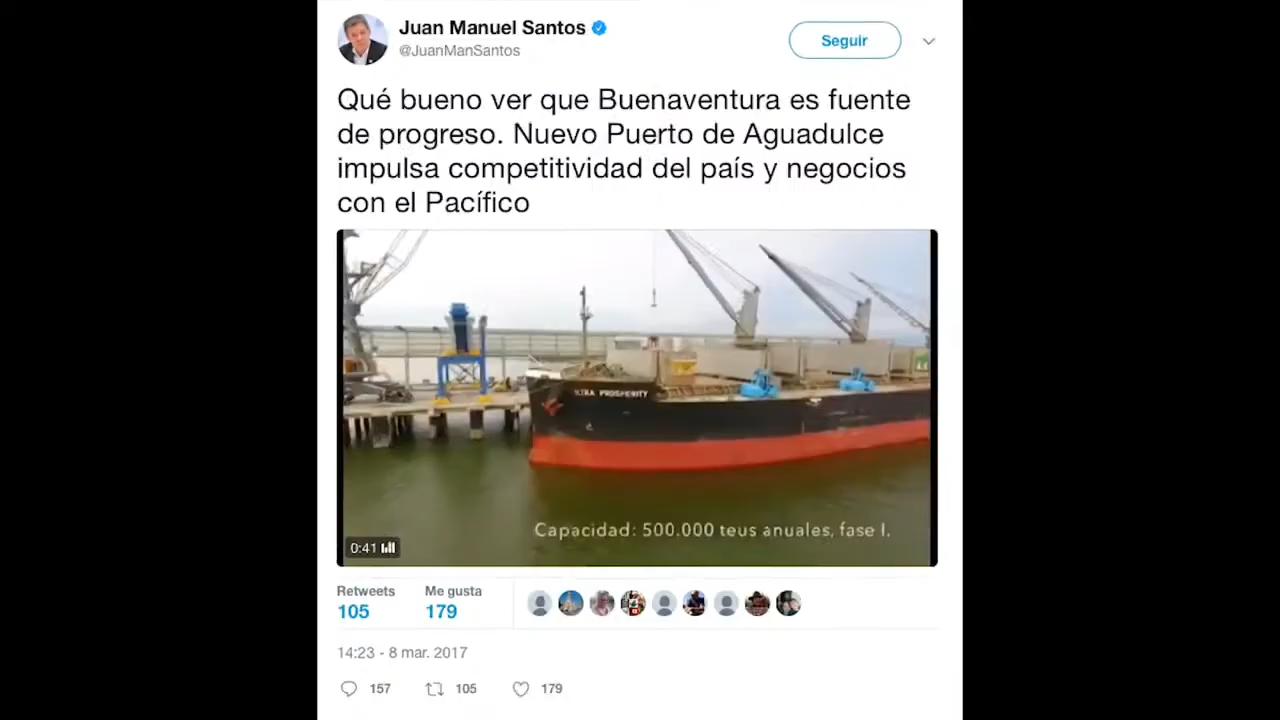 Juan Manuel Santos
@JuanManSantos
Seguir
Qué bueno ver que Buenaventura es fuente
de progreso. Nuevo Puerto de Aguadulce
impulsa competitividad del país y negocios
con el Pacífico
PROSPERITY
Capacidad: 500.000 teus anuales, fase I.
0:41
Retweets
Me gusta
105
179
14:23 - 8 mar. 2017
157
105
179